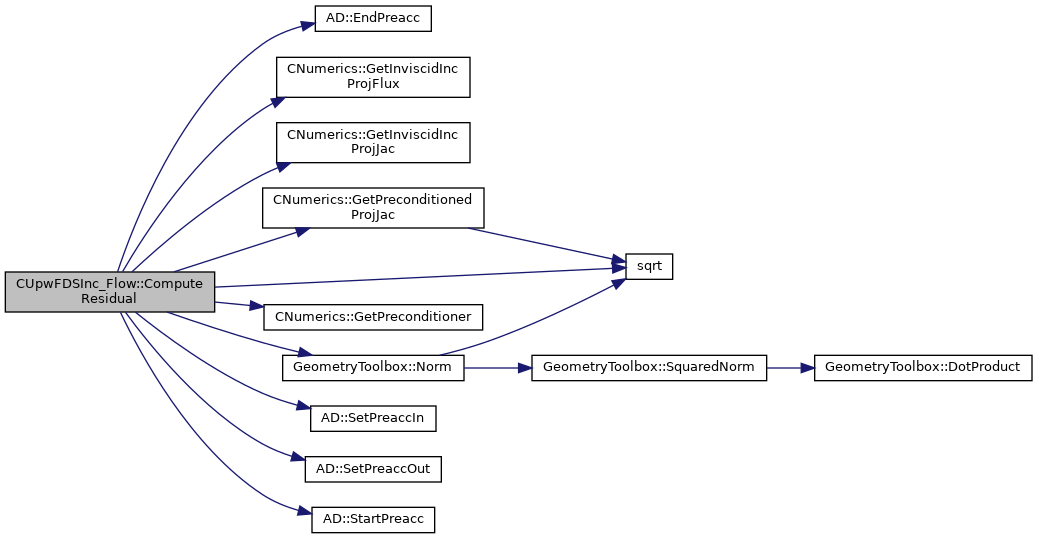 AD::EndPreacc
CNumerics::GetInviscidInc
ProjFlux
CNumerics::GetInviscidInc
ProjJac
CNumerics::GetPreconditioned
ProjJac
sqrt
CUpwFDSInc_Flow::Compute
Residual
CNumerics::GetPreconditioner
GeometryToolbox::Norm
GeometryToolbox::SquaredNorm
GeometryToolbox::DotProduct
AD::SetPreaccIn
AD::SetPreaccOut
AD::StartPreacc